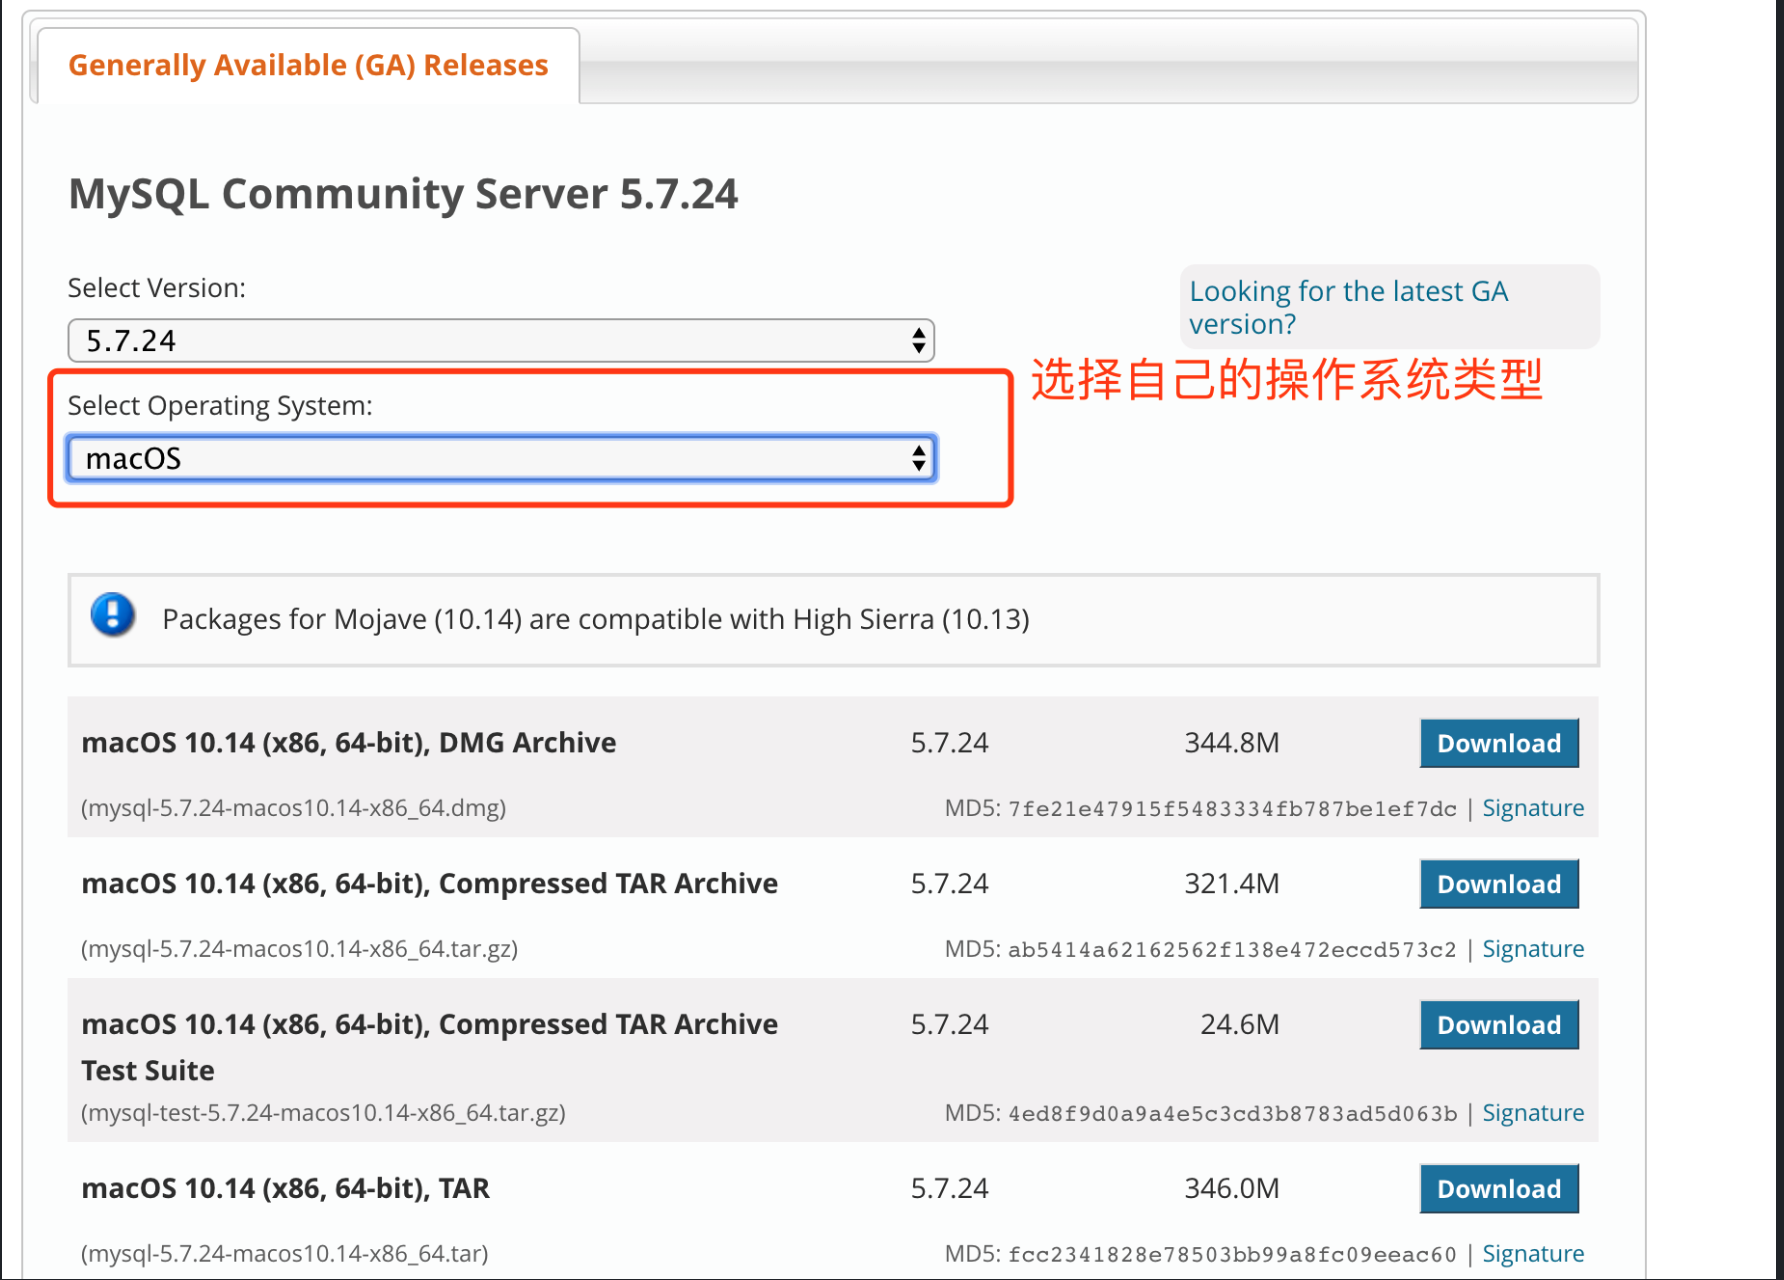 Generally Available (GA) Releases
MySQL Community Server 5.7.24
Select Version:
5.7.24
Looking for the latest GA
version?
选择自己的操作系统类型
Select Operating System:
macOS
Packages for Mojave (10.14) are compatible with High Sierra (10.13)
macOS 10.14 (x86, 64-bit), DMG Archive 5.7.24 344.8M Download
(mysql-5.7.24-macos10.14-x86_64.dmg) MD5: 7fe21e47915f5483334fb787be1ef7dc | Signature
macOS 10.14 (x86, 64-bit), Compressed TAR Archive 5.7.24 321.4M Download
(mysql-5.7.24-macos10.14-x86_64.tar.gz) MD5: ab5414a62162562f138e472eccd573c2 | Signature
macOS 10.14 (x86, 64-bit), Compressed TAR Archive 5.7.24 24.6M Download
Test Suite
(mysql-test-5.7.24-macos10.14-x86_64.tar.gz) MD5: 4ed8f9d0a9a4e5c3cd3b8783ad5d063b | Signature
macOS 10.14 (x86, 64-bit), TAR 5.7.24 346.0M Download
(mysql-5.7.24-macos10.14-x86_64.tar) MD5: fcc2341828e78503bb99a8fc09eeac60 | Signature